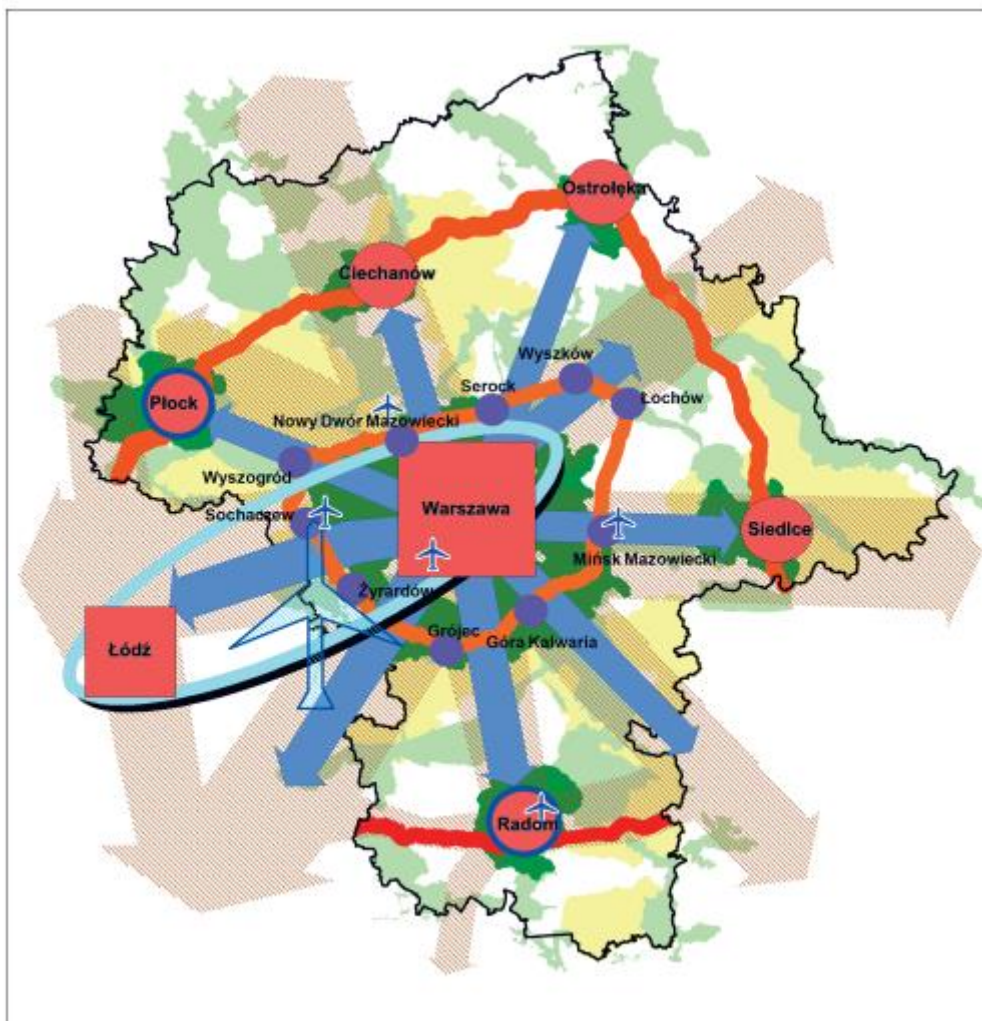 Ostrołęka
Ciechanów
Wyszków
Serock
Łochów
Płock
Nowy Dwór Mazowiecki
Wyszogród
Warszawa
Sochaczew
Siedlce
Mińsk Mazowiecki
Żyrardów
Grójec
Góra Kalwaria
Łódź
Radom